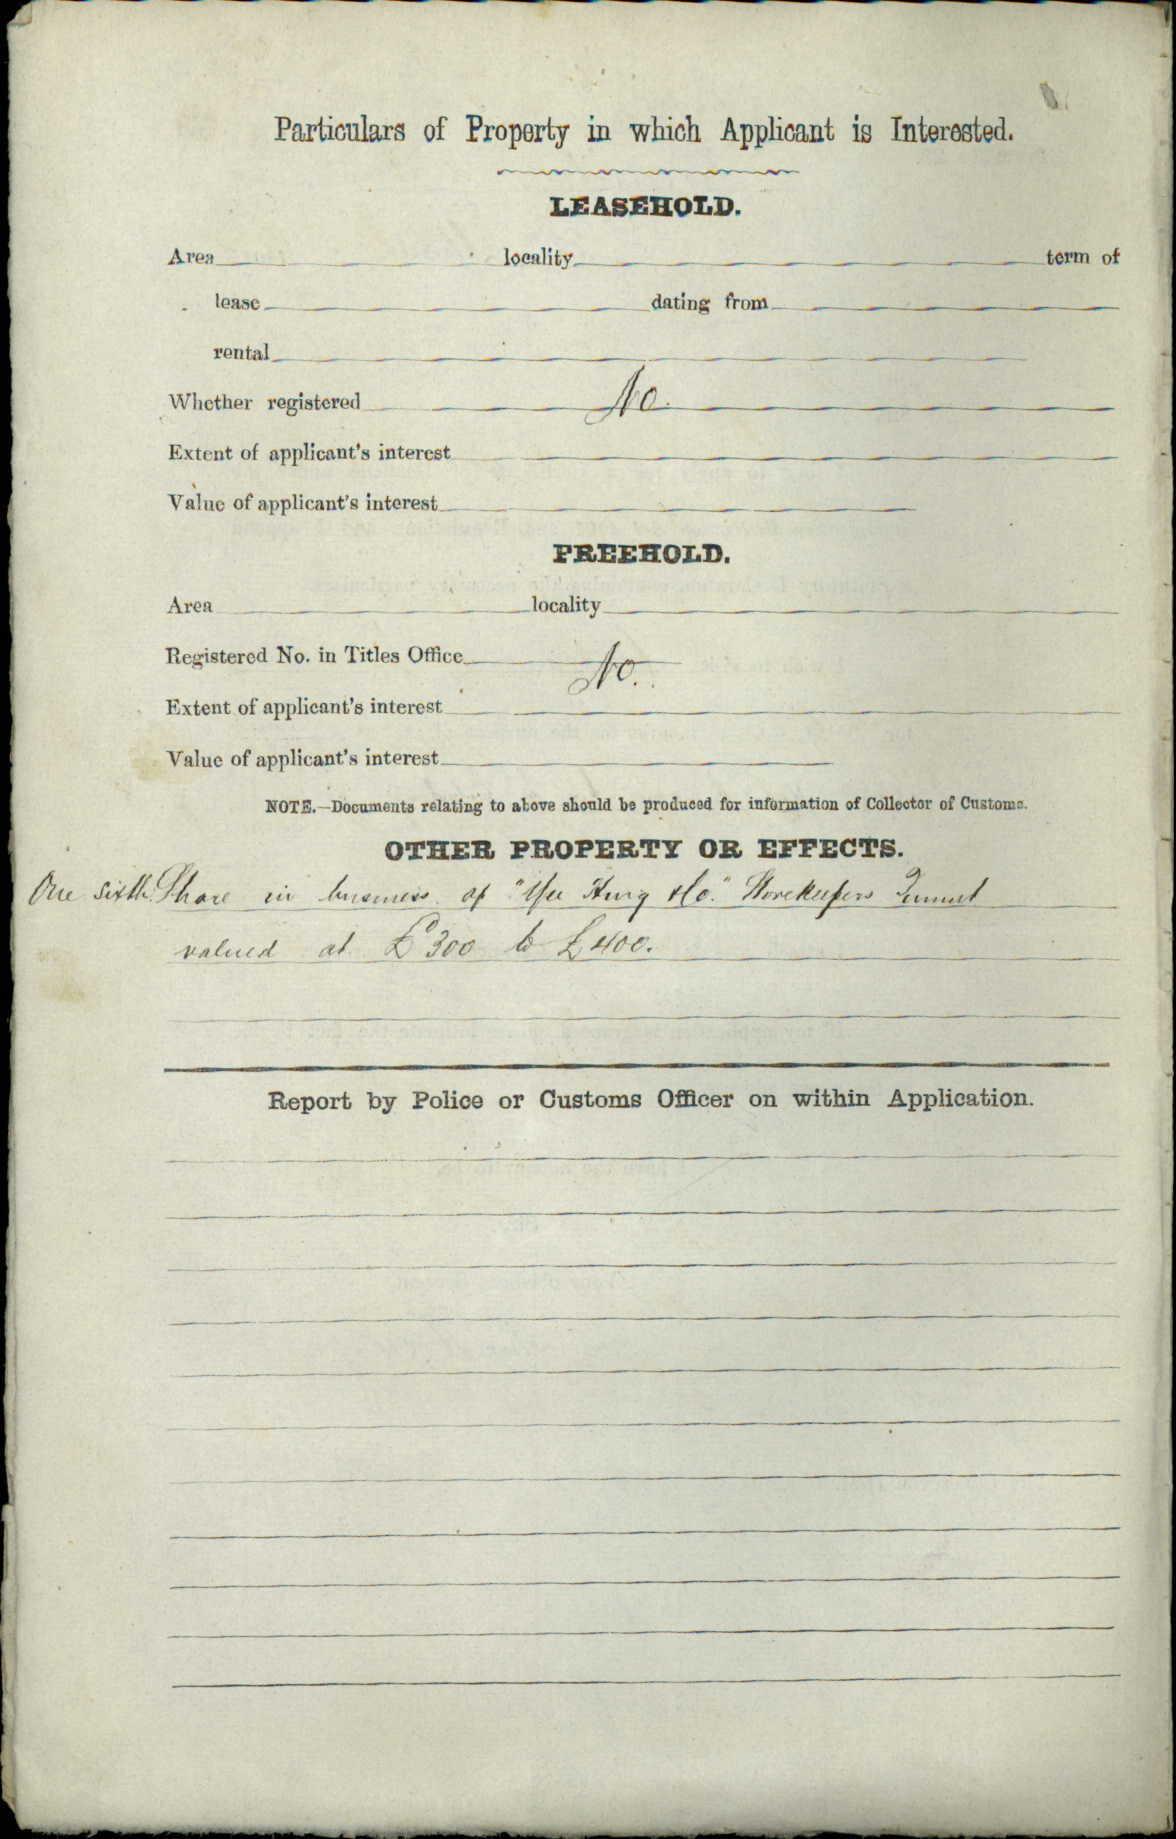 Particulars of Property in which Applicant is Interested.
LEASEHOLD.
Area locality term of
lease dating from
rental
Whether registered No.
Extent of applicant's interest
Value of applicant's interest
FREEHOLD.
Area locality
Registered No. in Titles Office
No.
Extent of applicant's interest
Value of applicant's interest
NOTE.—Documents relating to above should be produced for information of Collector of Customs.
OTHER PROPERTY OR EFFECTS.
One Sixth Share in business of "Yee Hing & Co." Storekeepers Tumut
valued at £300 to £400.
Report by Police or Customs Officer on within Application.